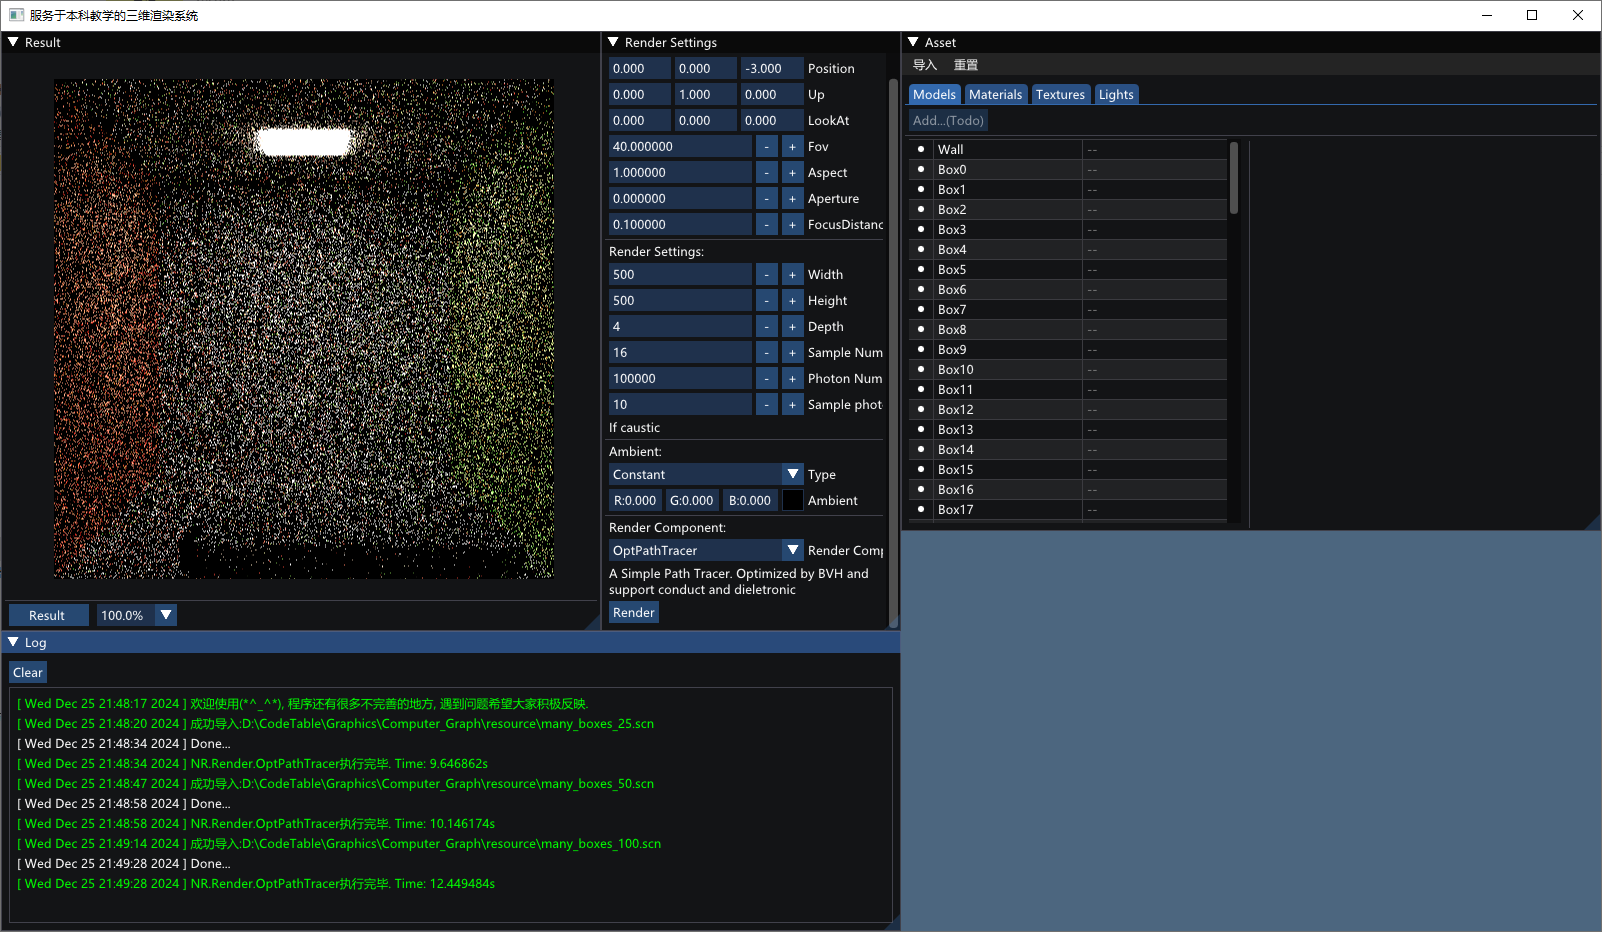 服务于本科教学的三维渲染系统
Result
Result
100.0%
Render Settings
0.000 0.000 -3.000 Position
0.000 1.000 0.000 Up
0.000 0.000 0.000 LookAt
40.000000 - + Fov
1.000000 - + Aspect
0.000000 - + Aperture
0.100000 - + FocusDistanc
Render Settings:
500 - + Width
500 - + Height
4 - + Depth
16 - + Sample Num
100000 - + Photon Num
10 - + Sample phot
If caustic
Ambient:
Constant Type
R:0.000 G:0.000 B:0.000 Ambient
Render Component:
OptPathTracer Render Comp
A Simple Path Tracer. Optimized by BVH and
support conduct and dieletronic
Render
Asset
导入 重置
Models Materials Textures Lights
Add...(Todo)
Wall --
Box0 --
Box1 --
Box2 --
Box3 --
Box4 --
Box5 --
Box6 --
Box7 --
Box8 --
Box9 --
Box10 --
Box11 --
Box12 --
Box13 --
Box14 --
Box15 --
Box16 --
Box17 --
Log
Clear
[ Wed Dec 25 21:48:17 2024 ] 欢迎使用(*^_^*), 程序还有很多不完善的地方, 遇到问题希望大家积极反映.
[ Wed Dec 25 21:48:20 2024 ] 成功导入:D:\CodeTable\Graphics\Computer_Graph\resource\many_boxes_25.scn
[ Wed Dec 25 21:48:34 2024 ] Done...
[ Wed Dec 25 21:48:34 2024 ] NR.Render.OptPathTracer执行完毕. Time: 9.646862s
[ Wed Dec 25 21:48:47 2024 ] 成功导入:D:\CodeTable\Graphics\Computer_Graph\resource\many_boxes_50.scn
[ Wed Dec 25 21:48:58 2024 ] Done...
[ Wed Dec 25 21:48:58 2024 ] NR.Render.OptPathTracer执行完毕. Time: 10.146174s
[ Wed Dec 25 21:49:14 2024 ] 成功导入:D:\CodeTable\Graphics\Computer_Graph\resource\many_boxes_100.scn
[ Wed Dec 25 21:49:28 2024 ] Done...
[ Wed Dec 25 21:49:28 2024 ] NR.Render.OptPathTracer执行完毕. Time: 12.449484s